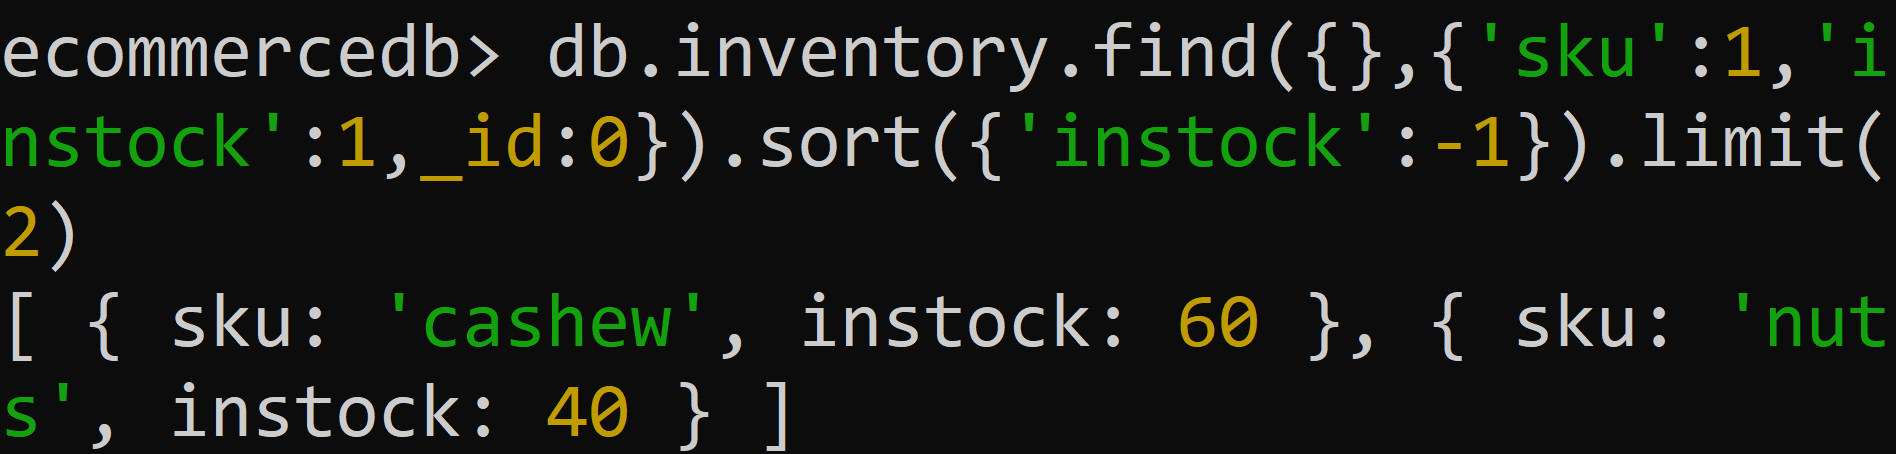 ecommercedb> db.inventory.find({},{'sku':1,'i
nstock':1,_id:0}).sort({'instock':-1}).limit(
2)
[ { sku: 'cashew', instock: 60 }, { sku: 'nut
s', instock: 40 } ]